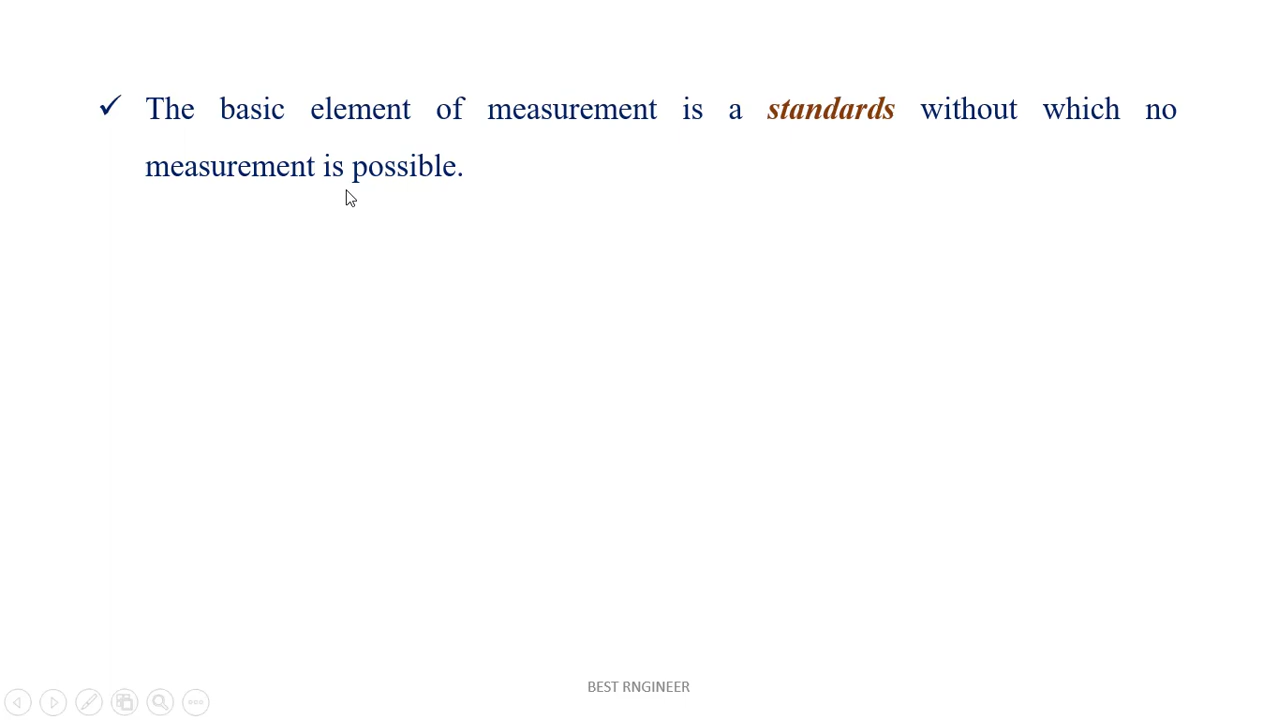 The basic element of measurement is a standards without which no
measurement is possible.
BEST RNGINEER